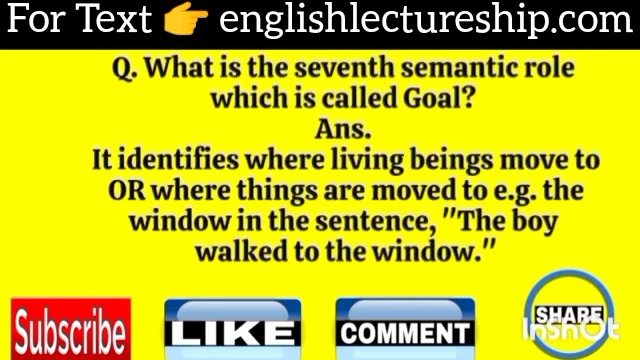 For Text 👉 englishlectureship.com
Q. What is the seventh semantic role
which is called Goal?
Ans.
It identifies where living beings move to
OR where things are moved to e.g. the
window in the sentence, "The boy
walked to the window."
Subscribe LIKE COMMENT SHARE
InShOt